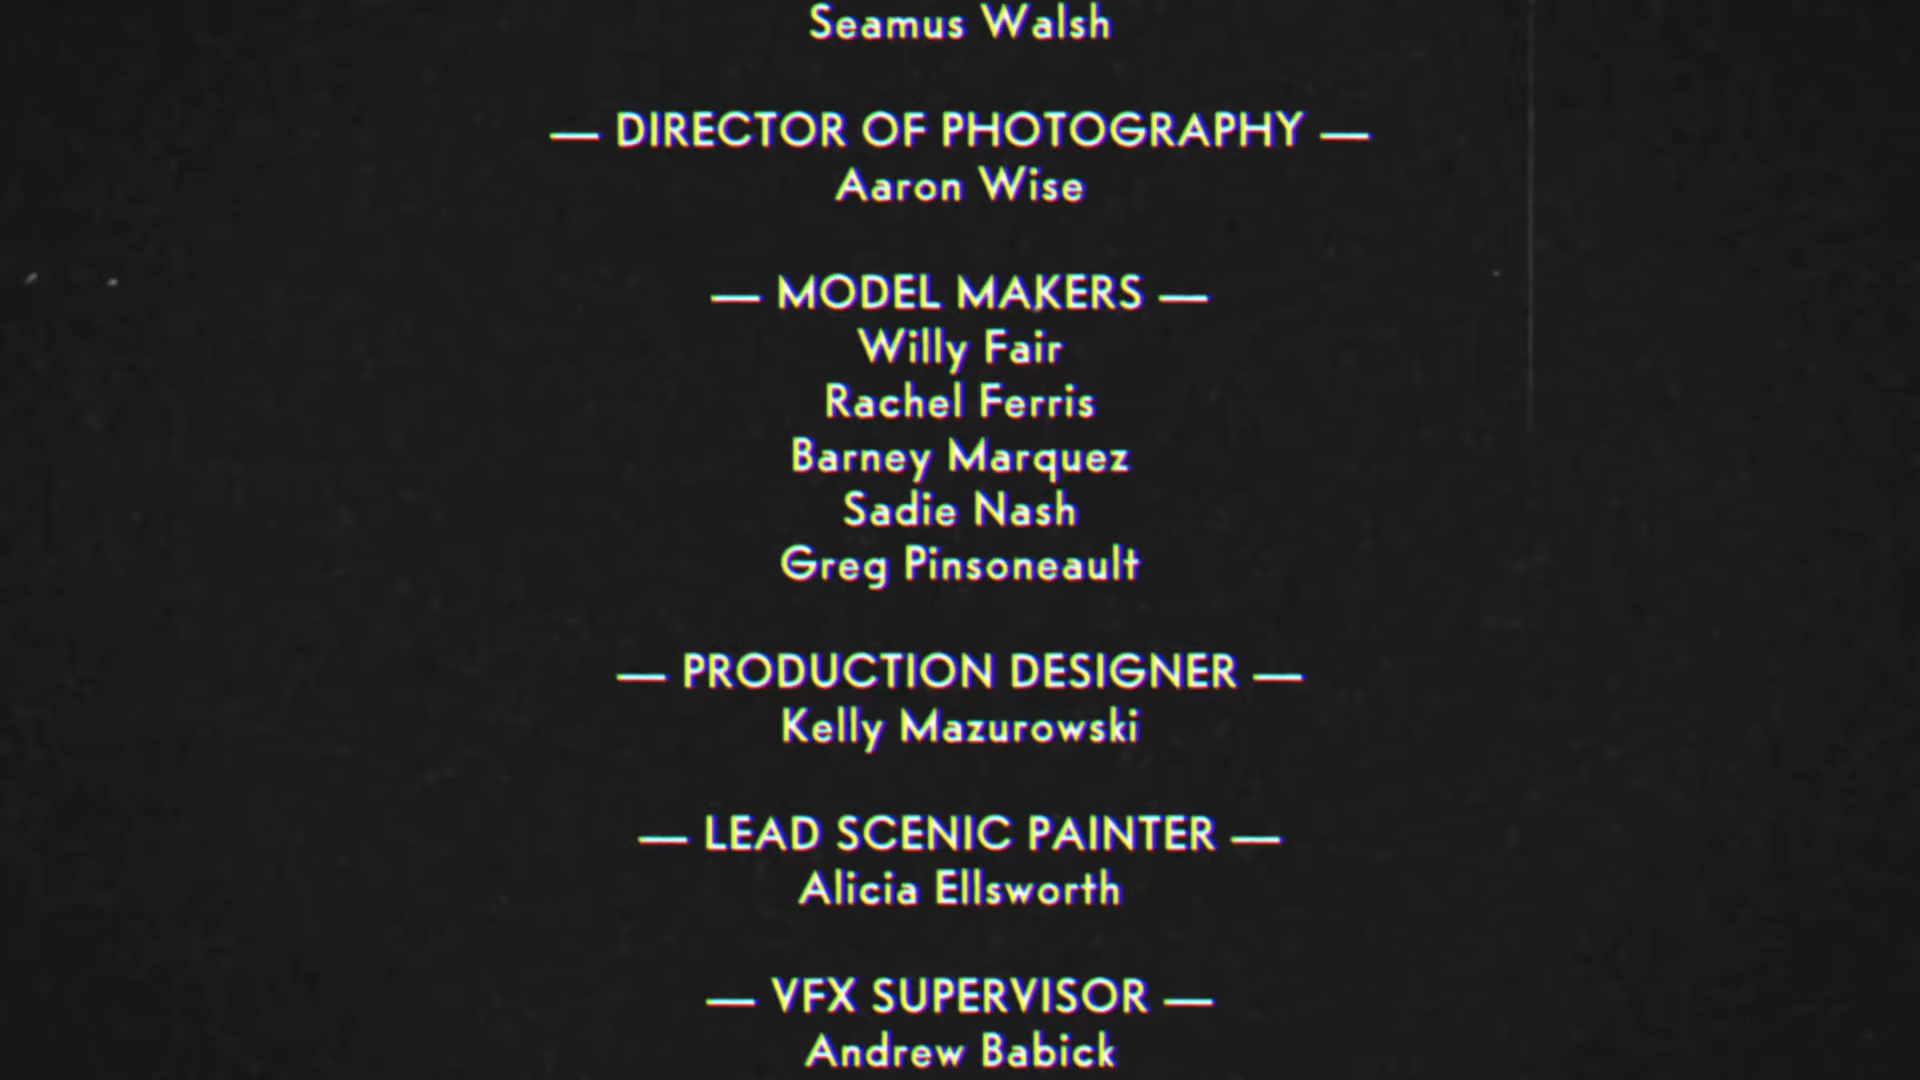 Seamus Walsh
— DIRECTOR OF PHOTOGRAPHY —
Aaron Wise
— MODEL MAKERS —
Willy Fair
Rachel Ferris
Barney Marquez
Sadie Nash
Greg Pinsoneault
— PRODUCTION DESIGNER —
Kelly Mazurowski
— LEAD SCENIC PAINTER —
Alicia Ellsworth
— VFX SUPERVISOR —
Andrew Babick